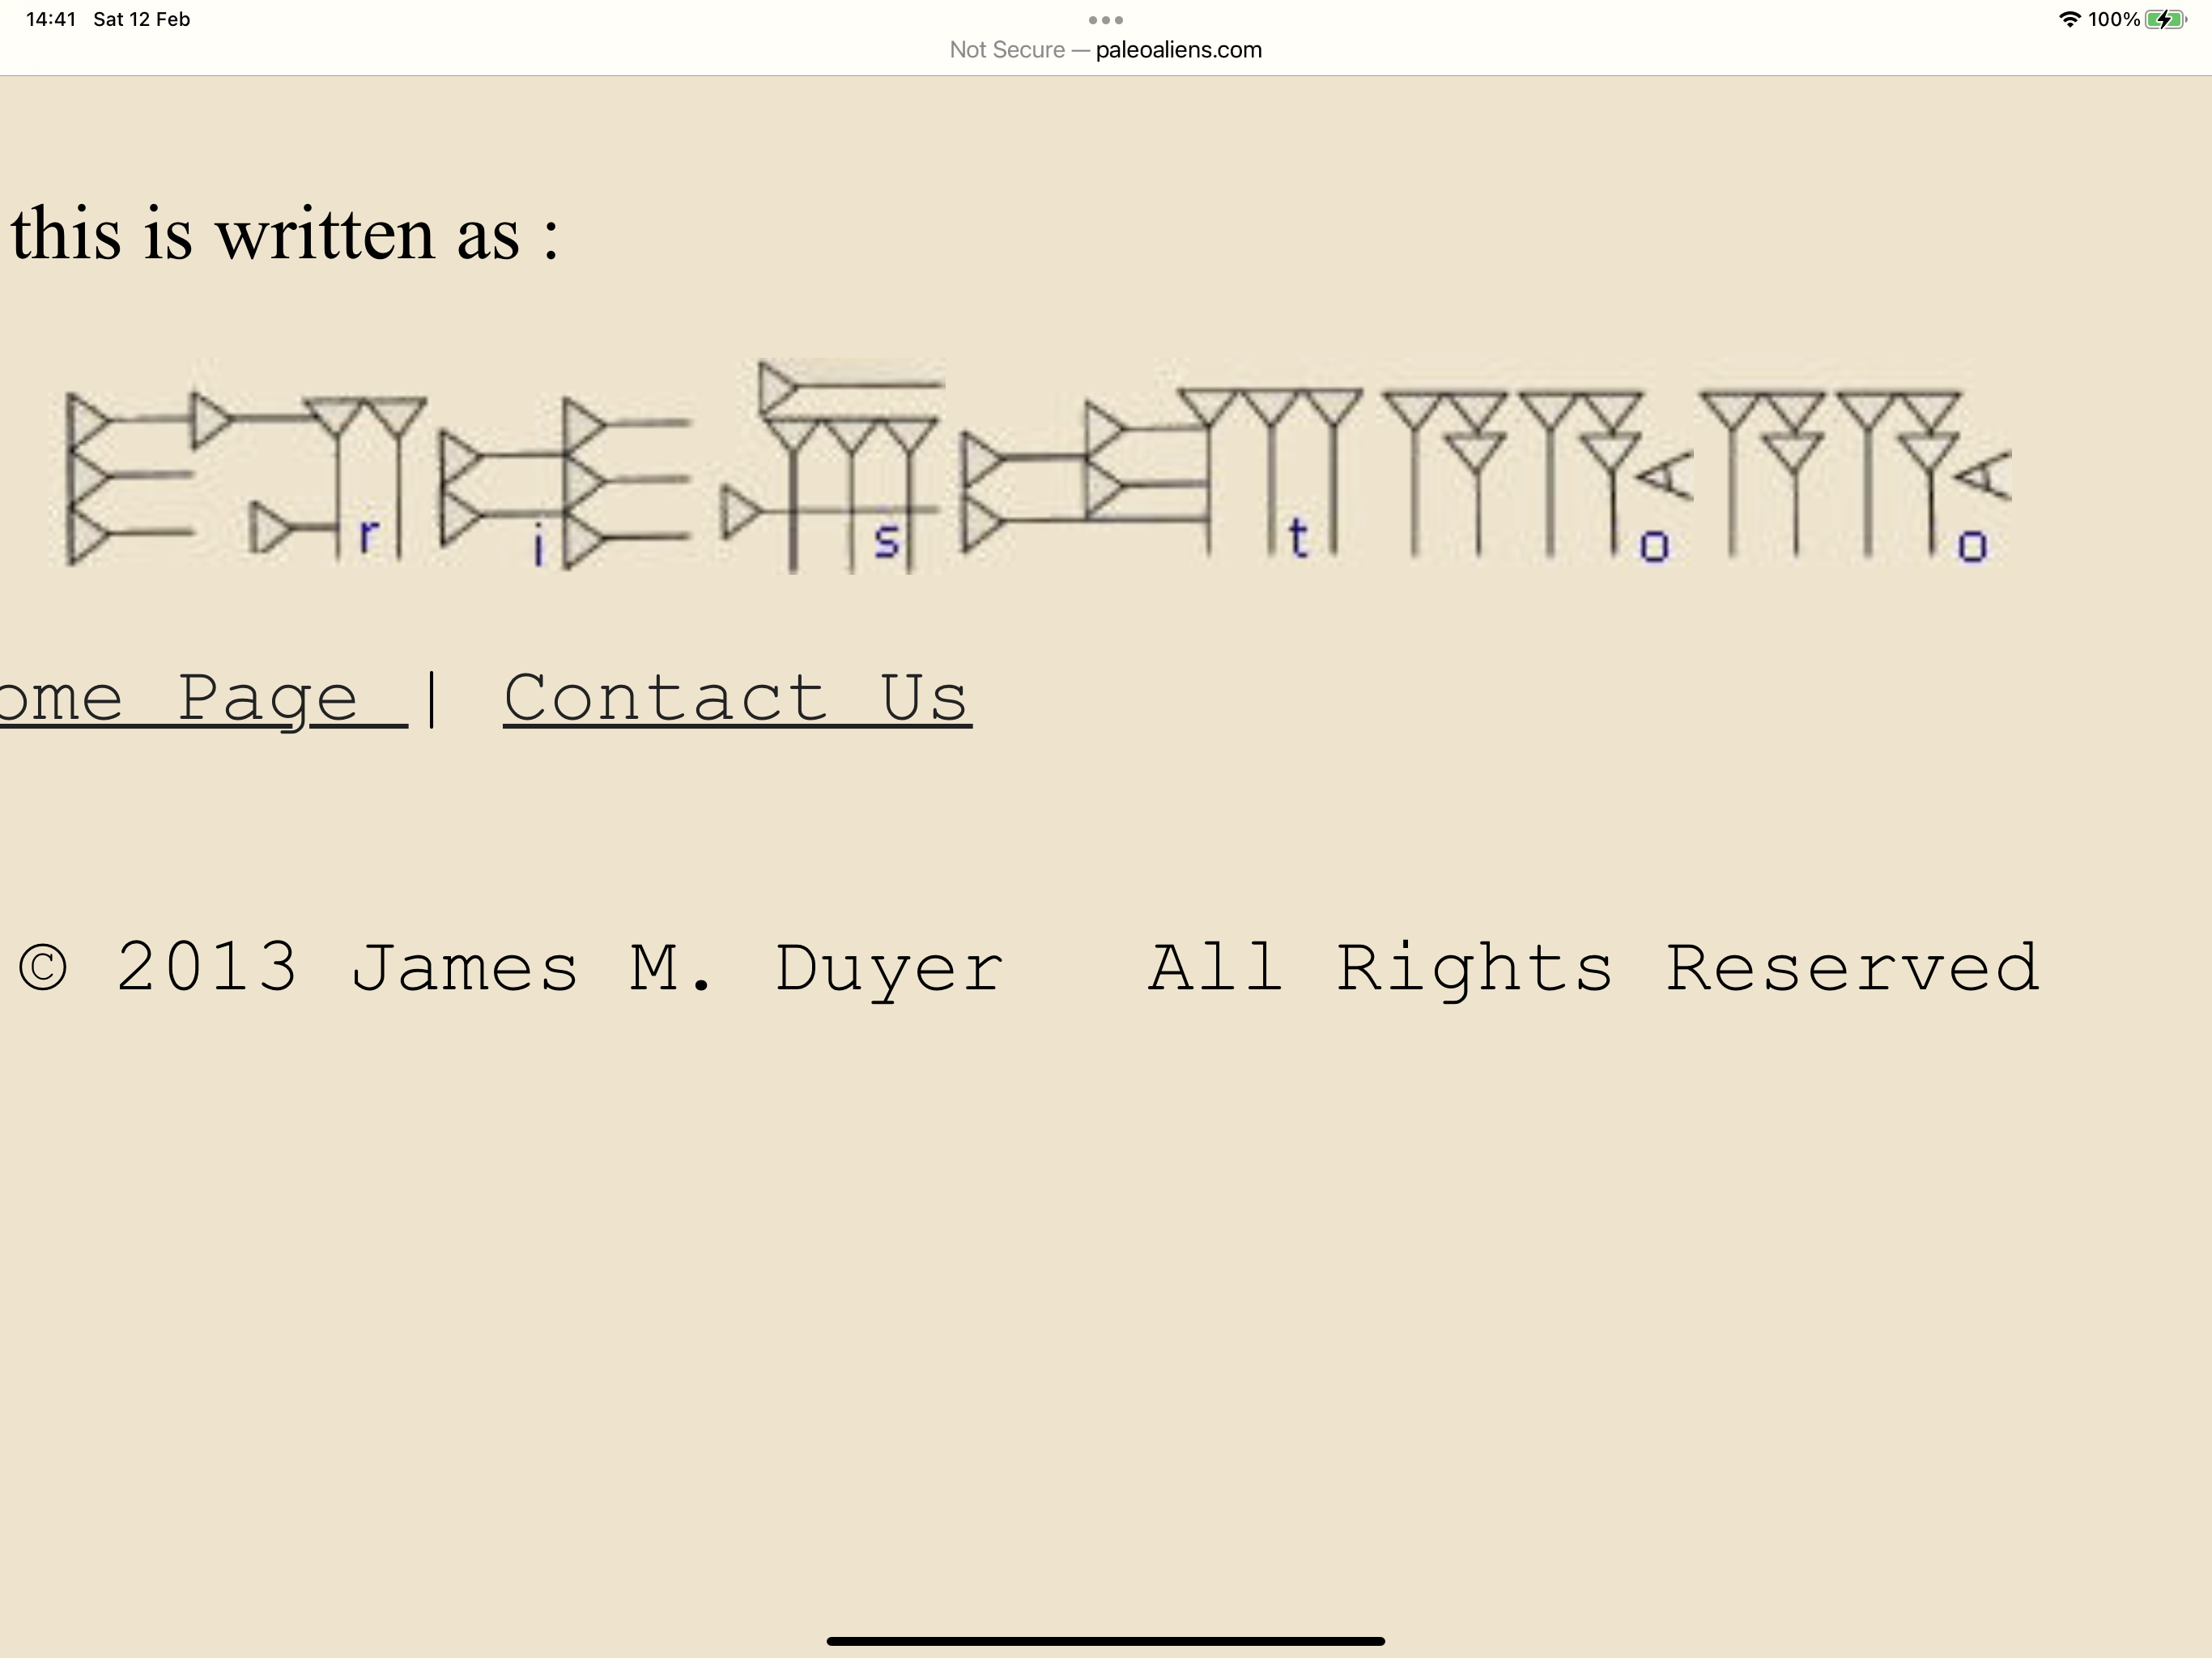 14:41 Sat 12 Feb
100%
Not Secure — paleoaliens.com
this is written as :
r i s t o o
ome Page | Contact Us
© 2013 James M. Duyer All Rights Reserved